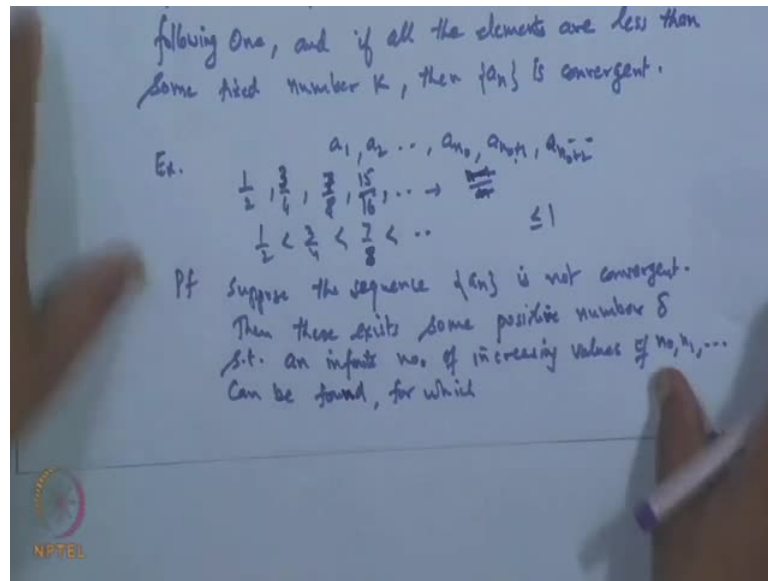 following One, and if all the elements are less than
some fixed number K, then {an} is convergent.
a1, a2 .., an0, an0+1, an0+2 --
Ex.
1/2, 3/4, 7/8, 15/16, .. →
1/2 < 3/4 < 7/8 < .. ≤ 1
Pf Suppose the sequence {an} is not convergent.
Then there exists some positive number δ
s.t. an infinite no. of increasing values of n0, n1, ...
Can be found, for which
NPTEL